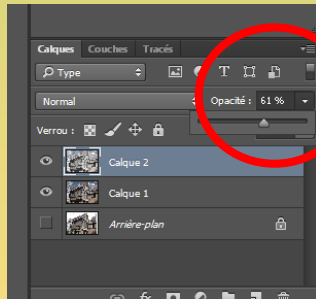 Calques Couches Tracés
Type
Normal Opacité : 61 %
Verrou :
Calque 2
Calque 1
Arrière-plan
fx